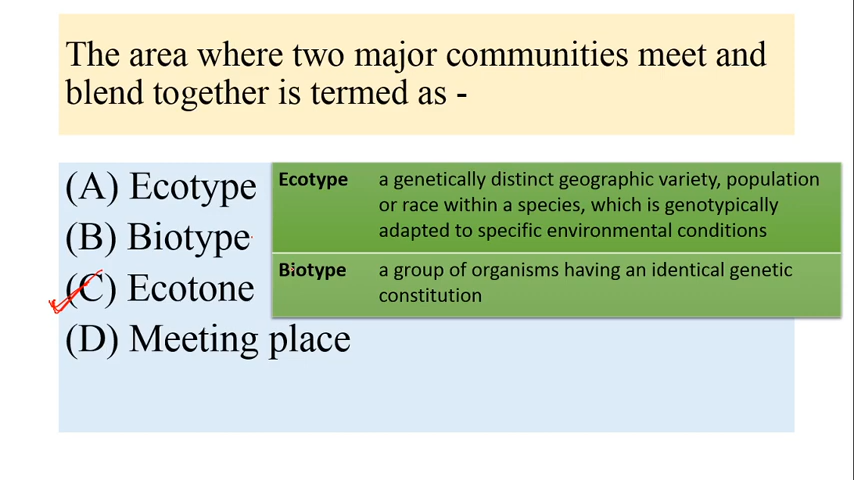 The area where two major communities meet and
blend together is termed as -
(A) Ecotype
(B) Biotype
(C) Ecotone
(D) Meeting place
Ecotype a genetically distinct geographic variety, population
or race within a species, which is genotypically
adapted to specific environmental conditions
Biotype a group of organisms having an identical genetic
constitution